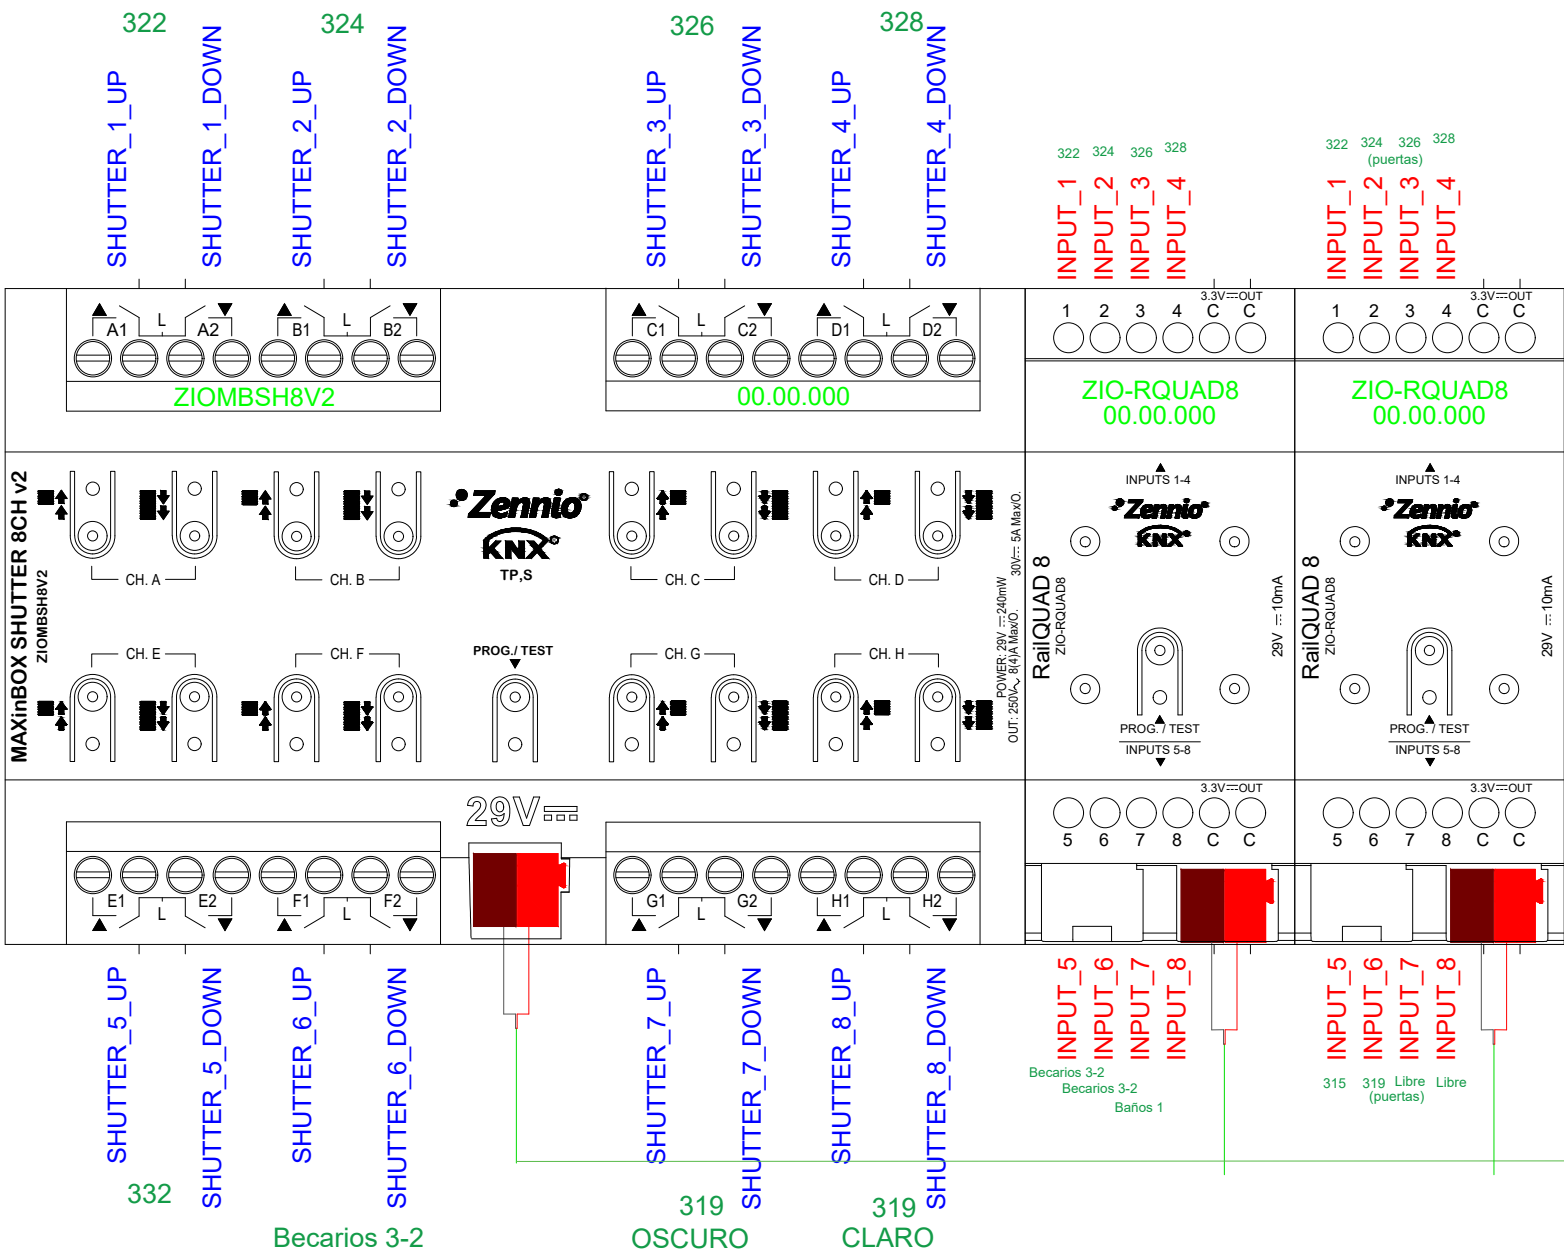 322
324
326
328
SHUTTER_1_UP
SHUTTER_1_DOWN
SHUTTER_2_UP
SHUTTER_2_DOWN
SHUTTER_3_UP
SHUTTER_3_DOWN
SHUTTER_4_UP
SHUTTER_4_DOWN
322 324 326 328
INPUT_1
INPUT_2
INPUT_3
INPUT_4
322 324 326 328
(puertas)
INPUT_1
INPUT_2
INPUT_3
INPUT_4
A1 L A2 B1 L B2
C1 L C2 D1 L D2
3.3V OUT
1 2 3 4 C C
3.3V OUT
1 2 3 4 C C
ZIOMBSH8V2
00.00.000
ZIO-RQUAD8
00.00.000
ZIO-RQUAD8
00.00.000
MAXinBOX SHUTTER 8CH v2
ZIOMBSH8V2
CH. A
CH. B
Zennio
KNX
TP,S
CH. C
CH. D
CH. E
CH. F
PROG./ TEST
CH. G
CH. H
POWER: 29V 240mW
OUT: 250V 8(4)A Max/O.
30V 5A Max/O.
RailQUAD 8
ZIO-RQUAD8
INPUTS 1-4
Zennio
KNX
29V 10mA
PROG. / TEST
INPUTS 5-8
RailQUAD 8
ZIO-RQUAD8
INPUTS 1-4
Zennio
KNX
29V 10mA
PROG. / TEST
INPUTS 5-8
29V
3.3V OUT
5 6 7 8 C C
3.3V OUT
5 6 7 8 C C
E1 L E2 F1 L F2
G1 L G2 H1 L H2
SHUTTER_5_UP
SHUTTER_5_DOWN
SHUTTER_6_UP
SHUTTER_6_DOWN
SHUTTER_7_UP
SHUTTER_7_DOWN
SHUTTER_8_UP
SHUTTER_8_DOWN
INPUT_5
INPUT_6
INPUT_7
INPUT_8
Becarios 3-2
Becarios 3-2
Baños 1
INPUT_5
INPUT_6
INPUT_7
INPUT_8
315 319 Libre Libre
(puertas)
332
Becarios 3-2
319
OSCURO
319
CLARO